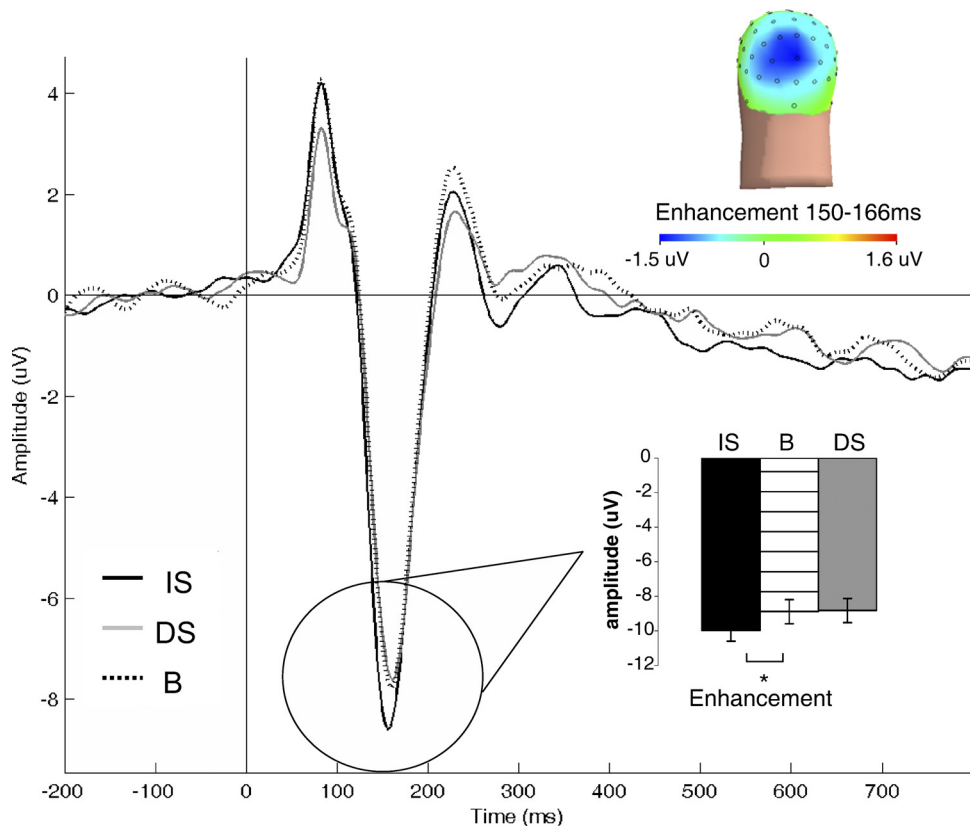 Enhancement 150-166ms
-1.5 uV 0 1.6 uV
Amplitude (uV)
4
2
0
-2
-4
-6
-8
IS
DS
B
IS B DS
amplitude (uV)
0
-2
-4
-6
-8
-10
-12
*
Enhancement
-200 -100 0 100 200 300 400 500 600 700
Time (ms)